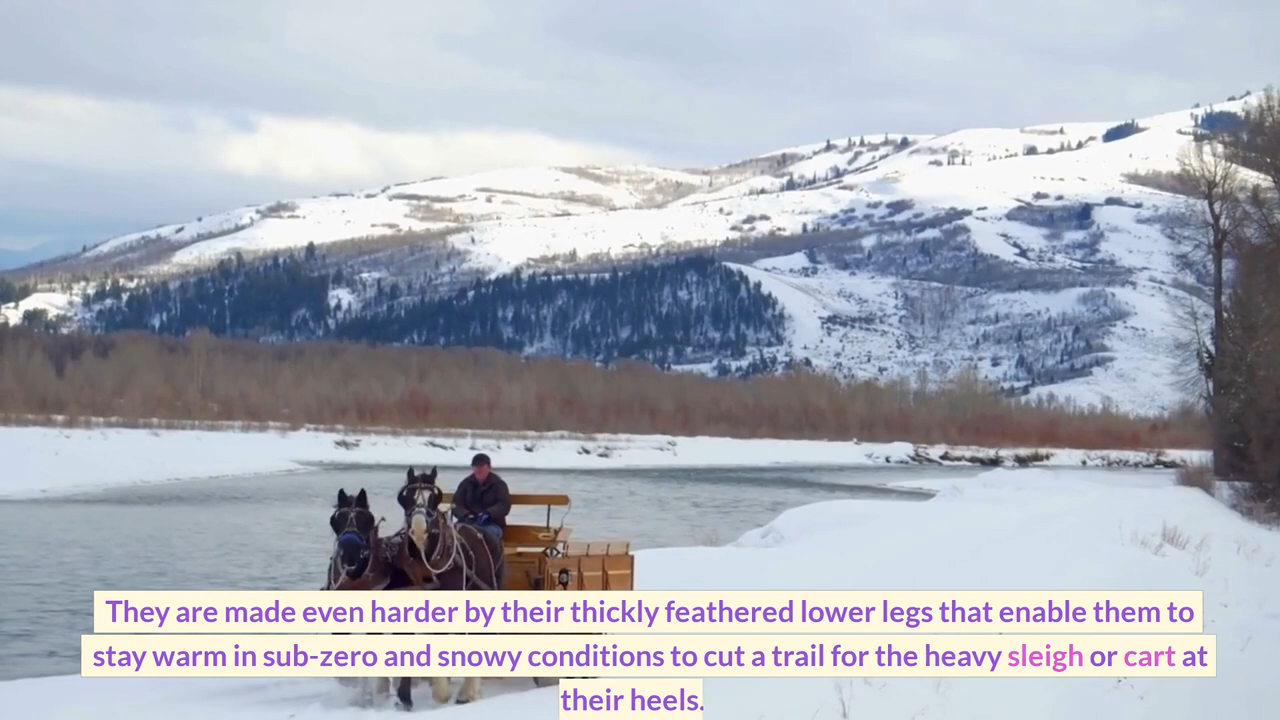 They are made even harder by their thickly feathered lower legs that enable them to
stay warm in sub-zero and snowy conditions to cut a trail for the heavy sleigh or cart at
their heels.